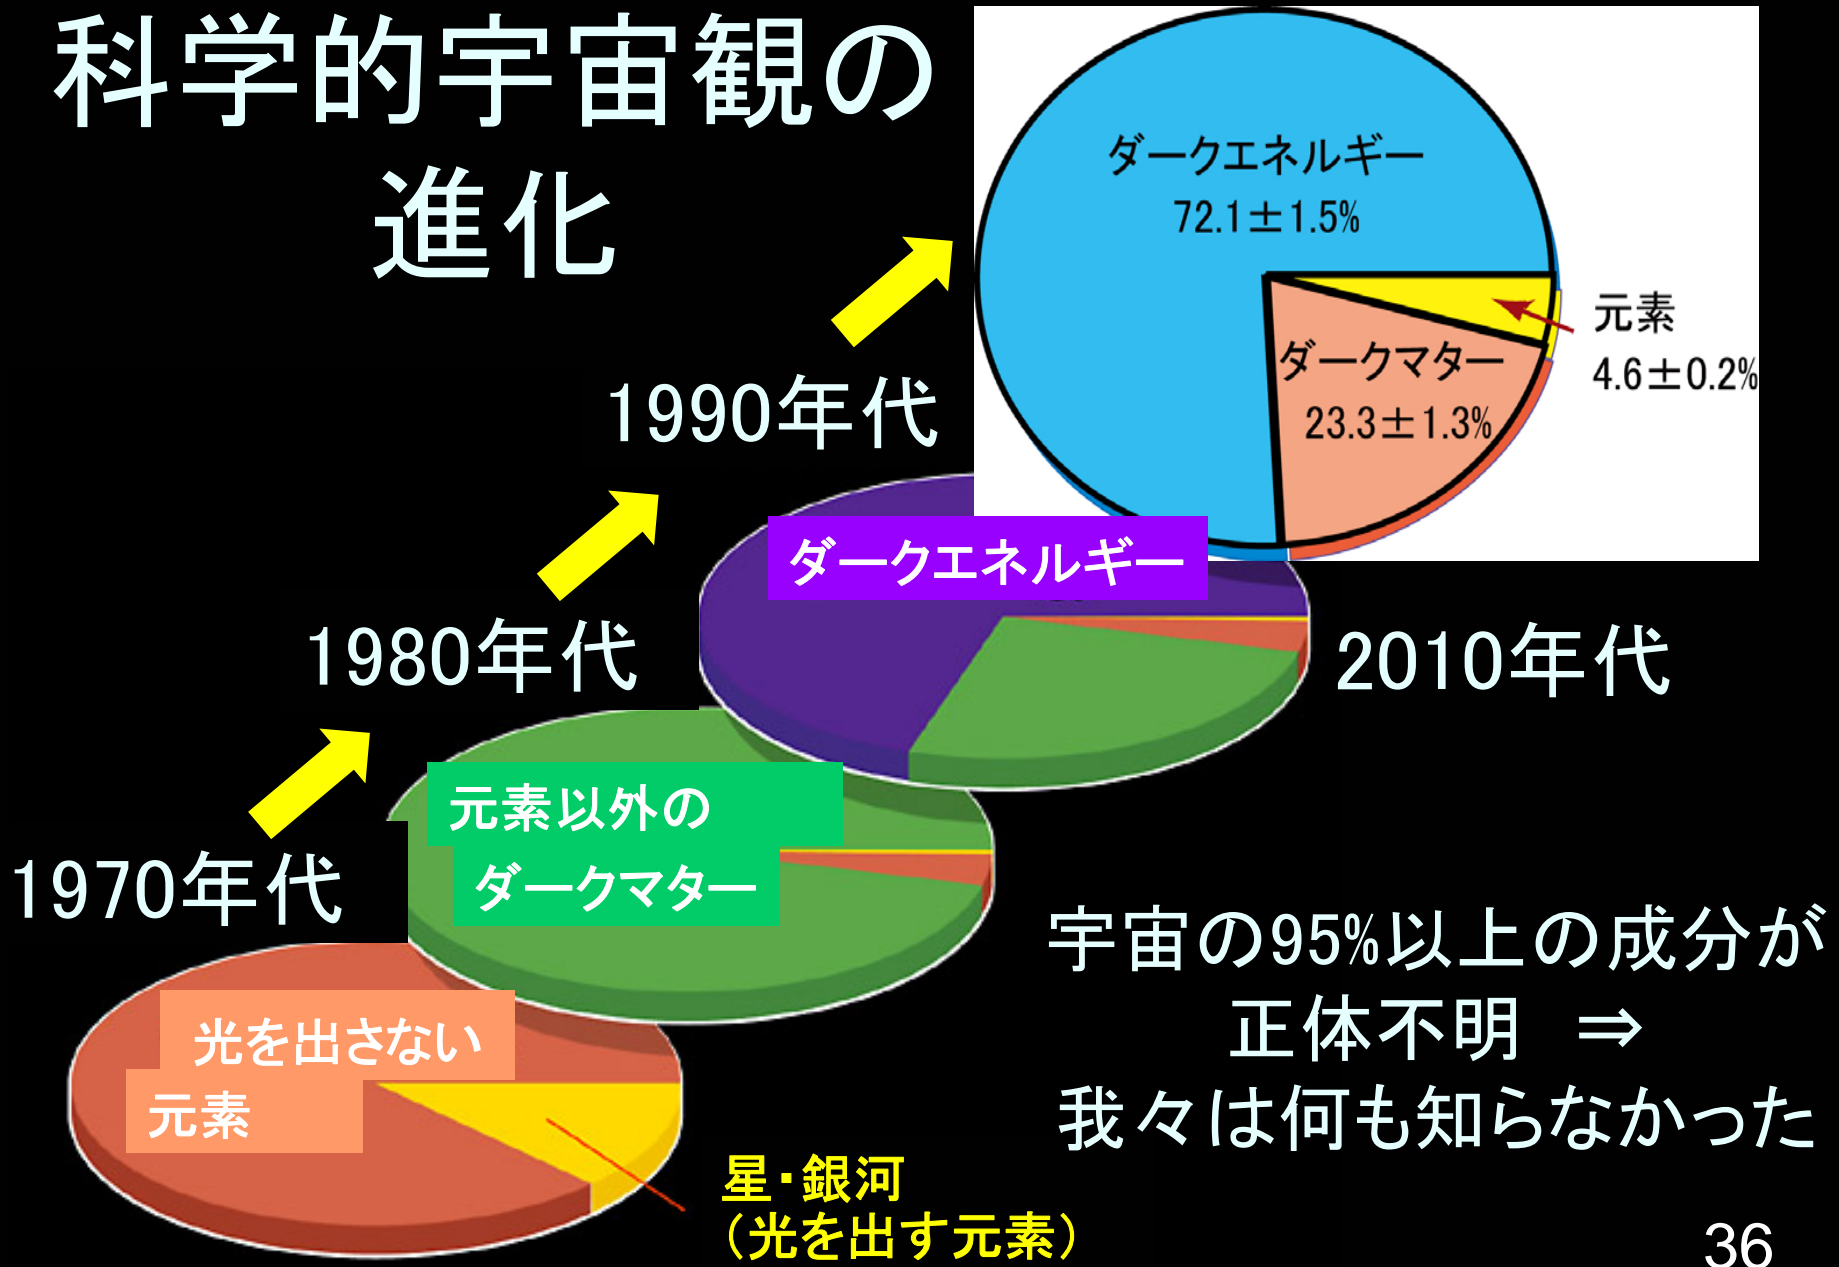 科学的宇宙観の
進化
ダークエネルギー
72.1±1.5%
元素
4.6±0.2%
ダークマター
23.3±1.3%
1990年代
ダークエネルギー
1980年代
2010年代
元素以外の
ダークマター
1970年代
宇宙の95%以上の成分が
正体不明 ⇒
我々は何も知らなかった
光を出さない
元素
星・銀河
（光を出す元素）
36